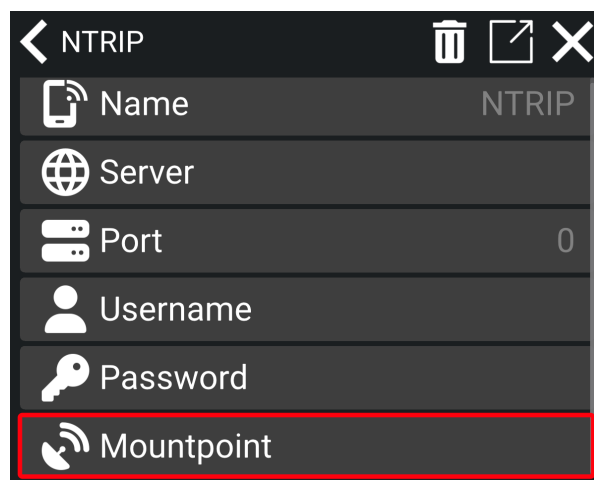 NTRIP
Name NTRIP
Server
Port 0
Username
Password
Mountpoint